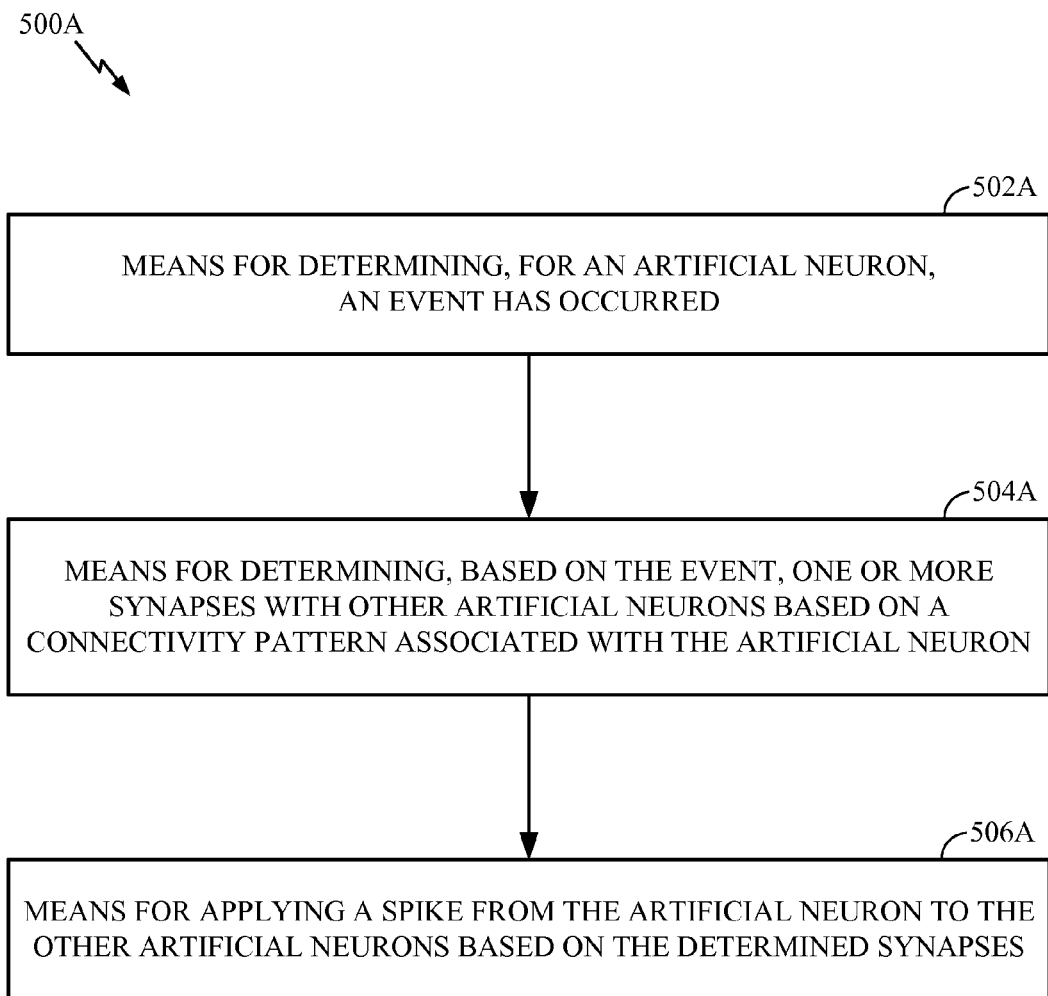 500A
502A
MEANS FOR DETERMINING, FOR AN ARTIFICIAL NEURON,
AN EVENT HAS OCCURRED
504A
MEANS FOR DETERMINING, BASED ON THE EVENT, ONE OR MORE
SYNAPSES WITH OTHER ARTIFICIAL NEURONS BASED ON A
CONNECTIVITY PATTERN ASSOCIATED WITH THE ARTIFICIAL NEURON
506A
MEANS FOR APPLYING A SPIKE FROM THE ARTIFICIAL NEURON TO THE
OTHER ARTIFICIAL NEURONS BASED ON THE DETERMINED SYNAPSES